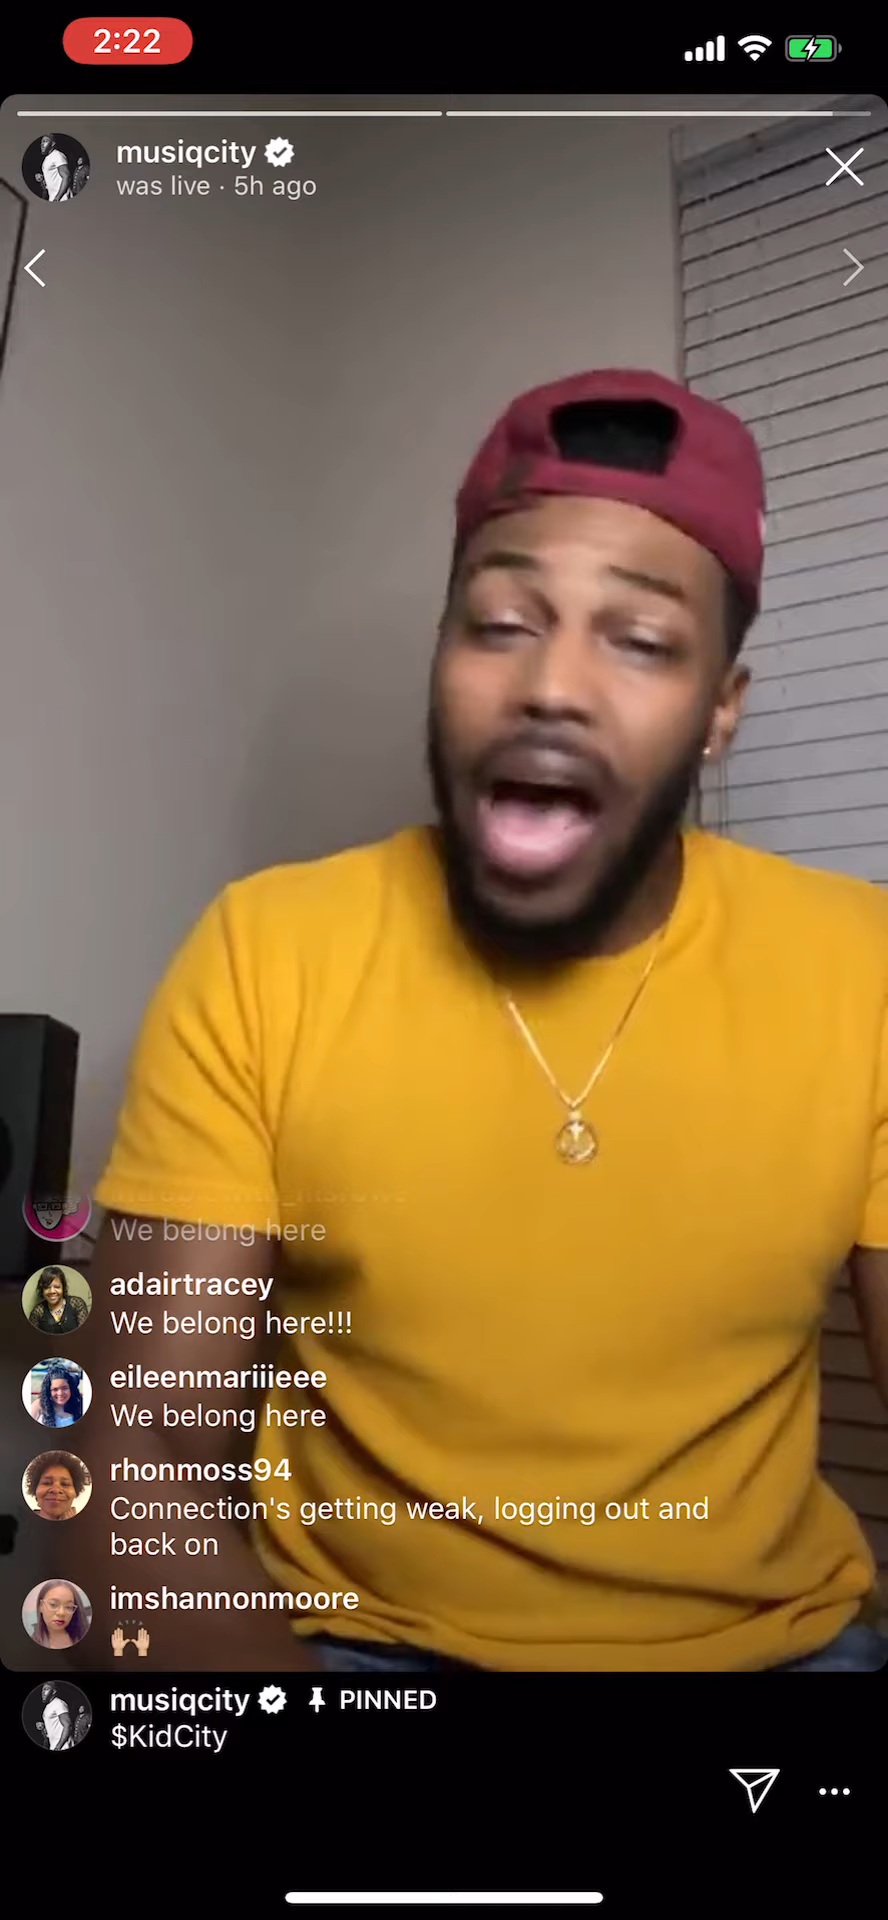 2:22
musiqcity
was live · 5h ago
We belong here
adairtracey
We belong here!!!
eileenmariiieee
We belong here
rhonmoss94
Connection's getting weak, logging out and
back on
imshannonmoore
🙌🏼
musiqcity PINNED
$KidCity